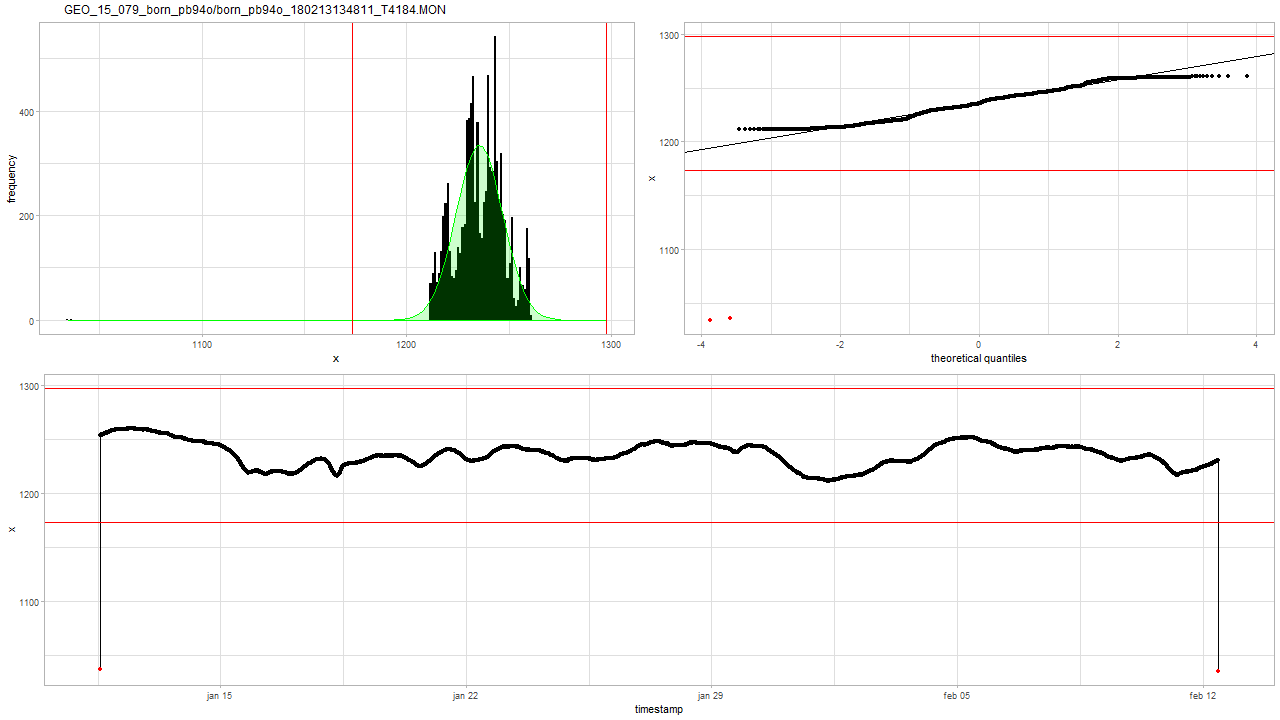 GEO_15_079_born_pb94o/born_pb94o_180213134811_T4184.MON
frequency
400
200
0
1100
1200
1300
x
x
1300
1200
1100
-4
-2
0
2
4
theoretical quantiles
x
1300
1200
1100
jan 15
jan 22
jan 29
feb 05
feb 12
timestamp